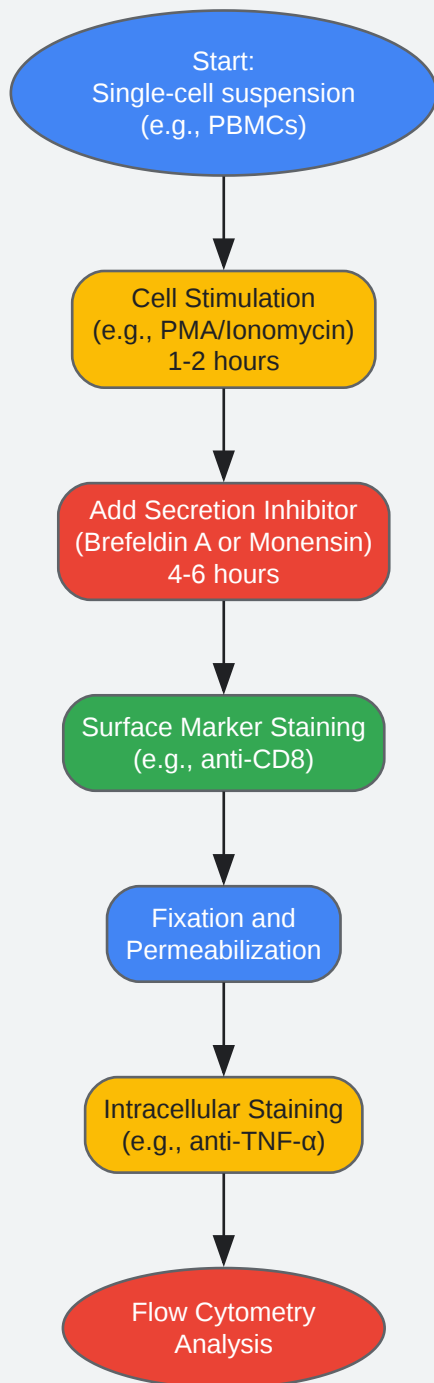 Start:
Single-cell suspension
(e.g., PBMCs)
Cell Stimulation
(e.g., PMA/Ionomycin)
1-2 hours
Add Secretion Inhibitor
(Brefeldin A or Monensin)
4-6 hours
Surface Marker Staining
(e.g., anti-CD8)
Fixation and
Permeabilization
Intracellular Staining
(e.g., anti-TNF-α)
Flow Cytometry
Analysis